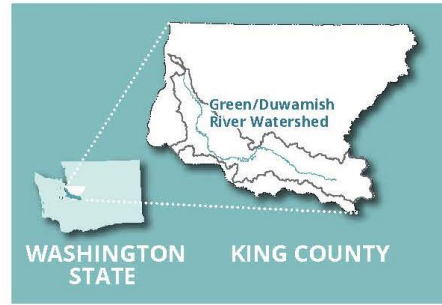 Green/Duwamish
River Watershed
WASHINGTON
STATE
KING COUNTY